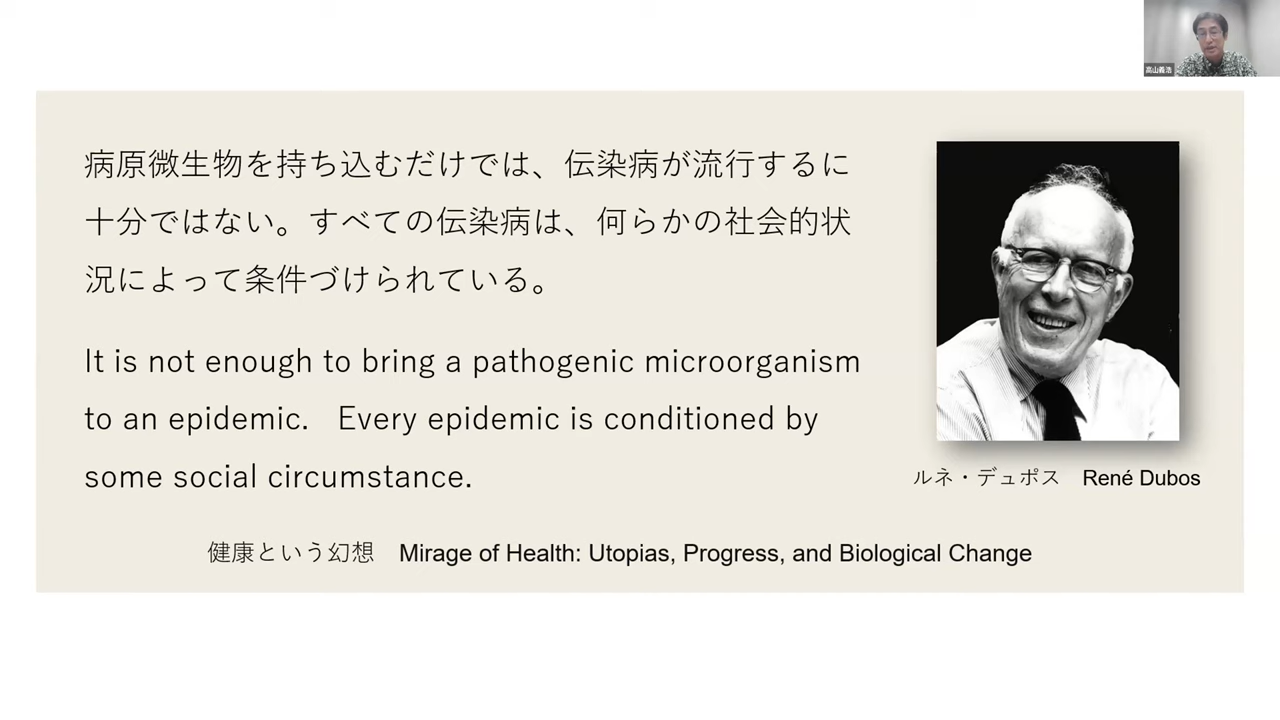 高山義浩
病原微生物を持ち込むだけでは、伝染病が流行するに
十分ではない。すべての伝染病は、何らかの社会的状
況によって条件づけられている。
It is not enough to bring a pathogenic microorganism
to an epidemic.   Every epidemic is conditioned by
some social circumstance.
ルネ・デュポス　René Dubos
健康という幻想　Mirage of Health: Utopias, Progress, and Biological Change